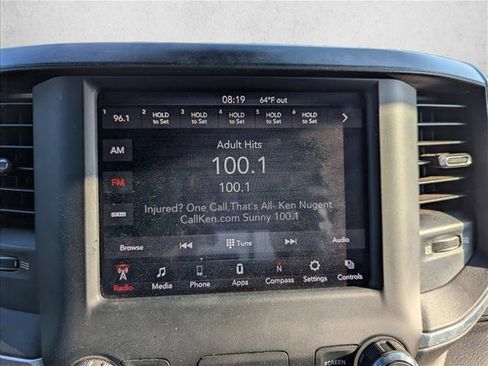 08:19 64°F out
1 96.1 2 HOLD to Set 3 HOLD to Set 4 HOLD to Set 5 HOLD to Set 6 HOLD to Set
AM
Adult Hits
100.1
FM
100.1
Injured? One Call,That's All- Ken Nugent
sxm
CallKen.com Sunny 100.1
Browse Tune Audio
Radio Media Phone Apps N Compass Settings Controls
SCREEN